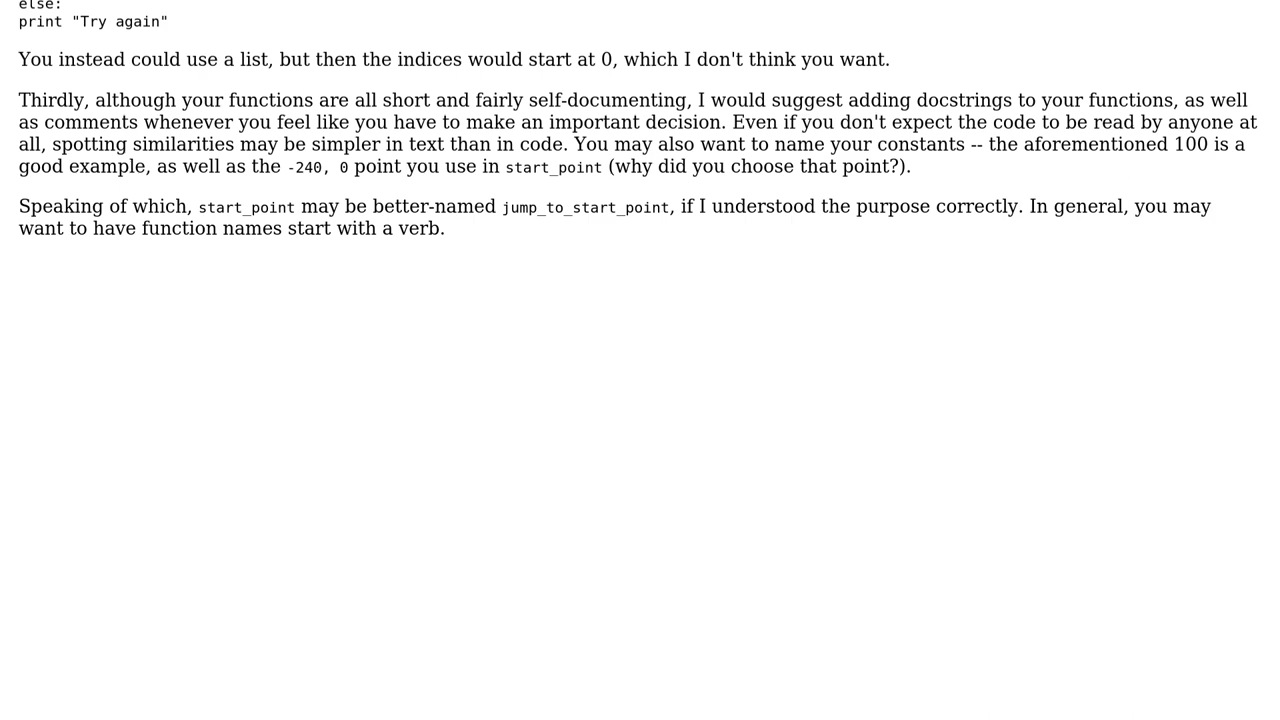 else:
print "Try again"
You instead could use a list, but then the indices would start at 0, which I don't think you want.
Thirdly, although your functions are all short and fairly self-documenting, I would suggest adding docstrings to your functions, as well
as comments whenever you feel like you have to make an important decision. Even if you don't expect the code to be read by anyone at
all, spotting similarities may be simpler in text than in code. You may also want to name your constants -- the aforementioned 100 is a
good example, as well as the -240, 0 point you use in start_point (why did you choose that point?).
Speaking of which, start_point may be better-named jump_to_start_point, if I understood the purpose correctly. In general, you may
want to have function names start with a verb.